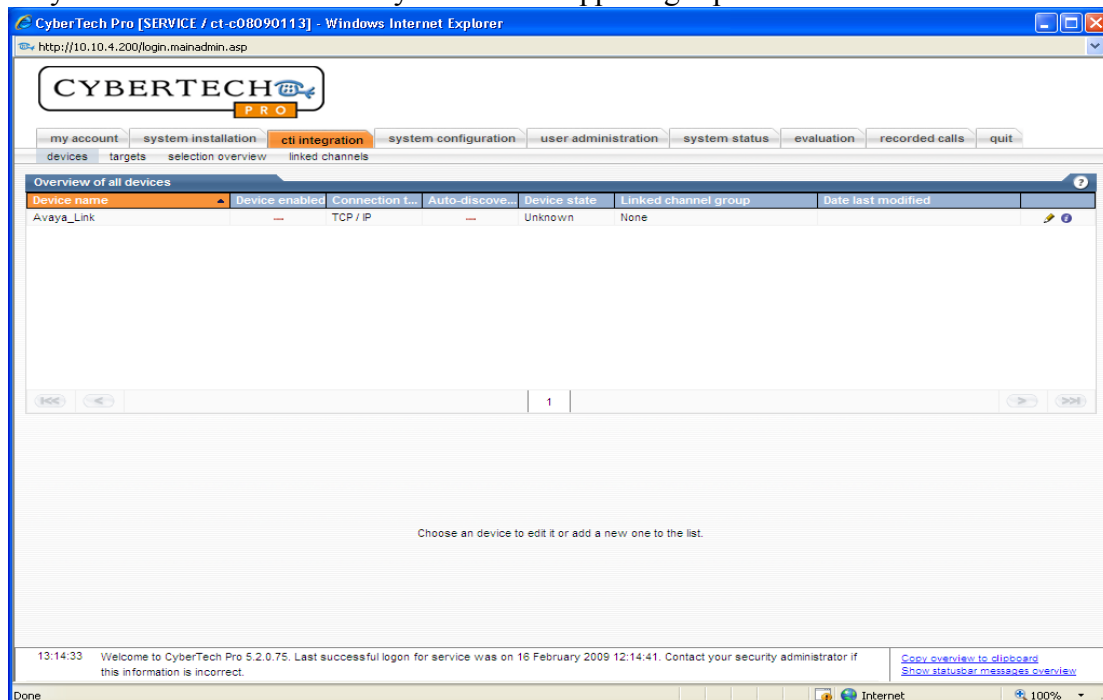 CyberTech Pro [SERVICE / ct-c08090113] - Windows Internet Explorer
http://10.10.4.200/login.mainadmin.asp
CYBERTECH
PRO
my account system installation cti integration system configuration user administration system status evaluation recorded calls quit
devices targets selection overview linked channels
Overview of all devices
Device name Device enabled Connection t... Auto-discove... Device state Linked channel group Date last modified
Avaya_Link --- TCP / IP --- Unknown None
1
Choose an device to edit it or add a new one to the list.
13:14:33 Welcome to CyberTech Pro 5.2.0.75. Last successful logon for service was on 16 February 2009 12:14:41. Contact your security administrator if
this information is incorrect.
Copy overview to clipboard
Show statusbar messages overview
Done Internet 100%